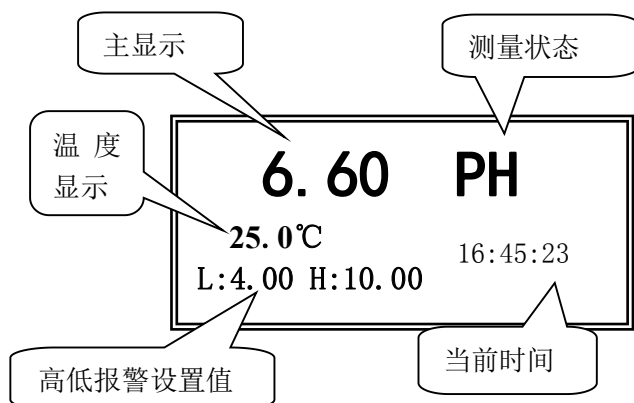 主显示
测量状态
温 度
显示
6.60 PH
25.0℃
16:45:23
L:4.00 H:10.00
高低报警设置值
当前时间